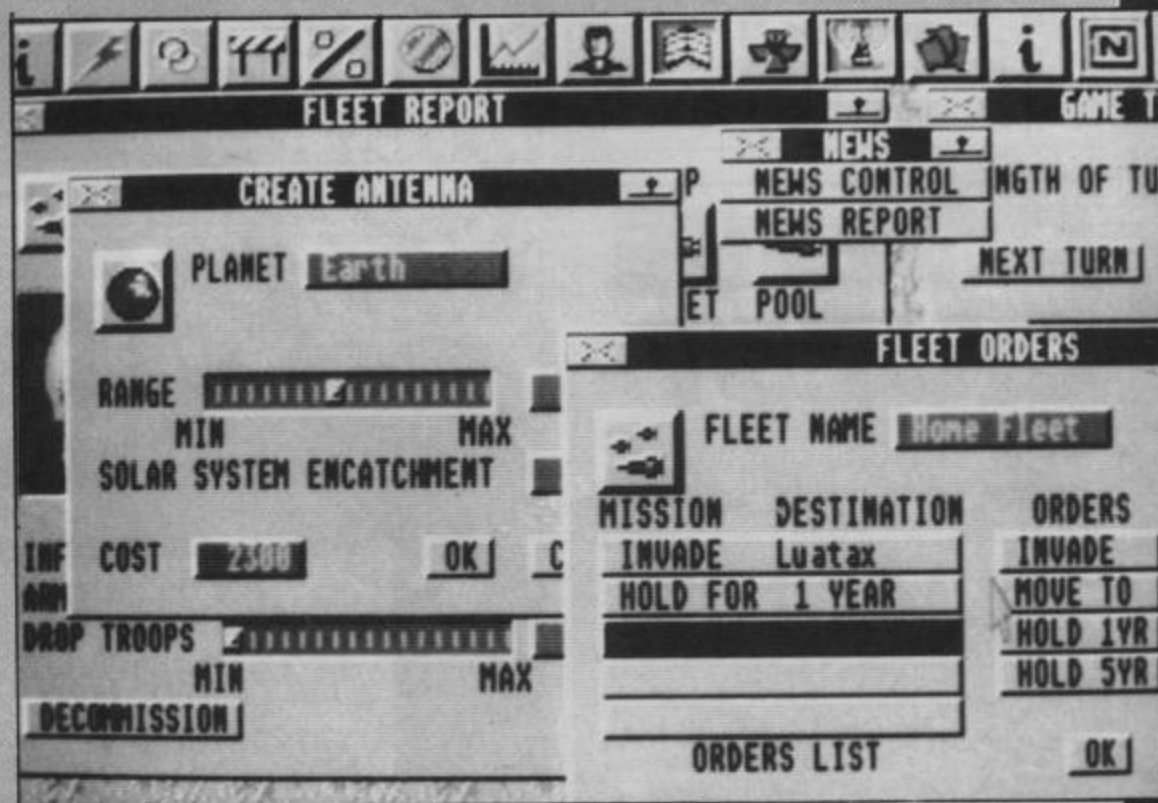 i % i N
FLEET REPORT
GAME T
NEWS
NEWS CONTROL
NEWS REPORT
NGTH OF TU
NEXT TURN
P
ET POOL
CREATE ANTENNA
PLANET Earth
RANGE
MIN MAX
SOLAR SYSTEM ENCATCHMENT
COST 2300
OK C
FLEET ORDERS
FLEET NAME Home Fleet
MISSION DESTINATION ORDERS
INVADE Luatax
HOLD FOR 1 YEAR
INVADE
MOVE TO
HOLD 1YR
HOLD 5YR
ORDERS LIST
OK
INF
ARM
DROP TROOPS
MIN MAX
DECOMMISSION